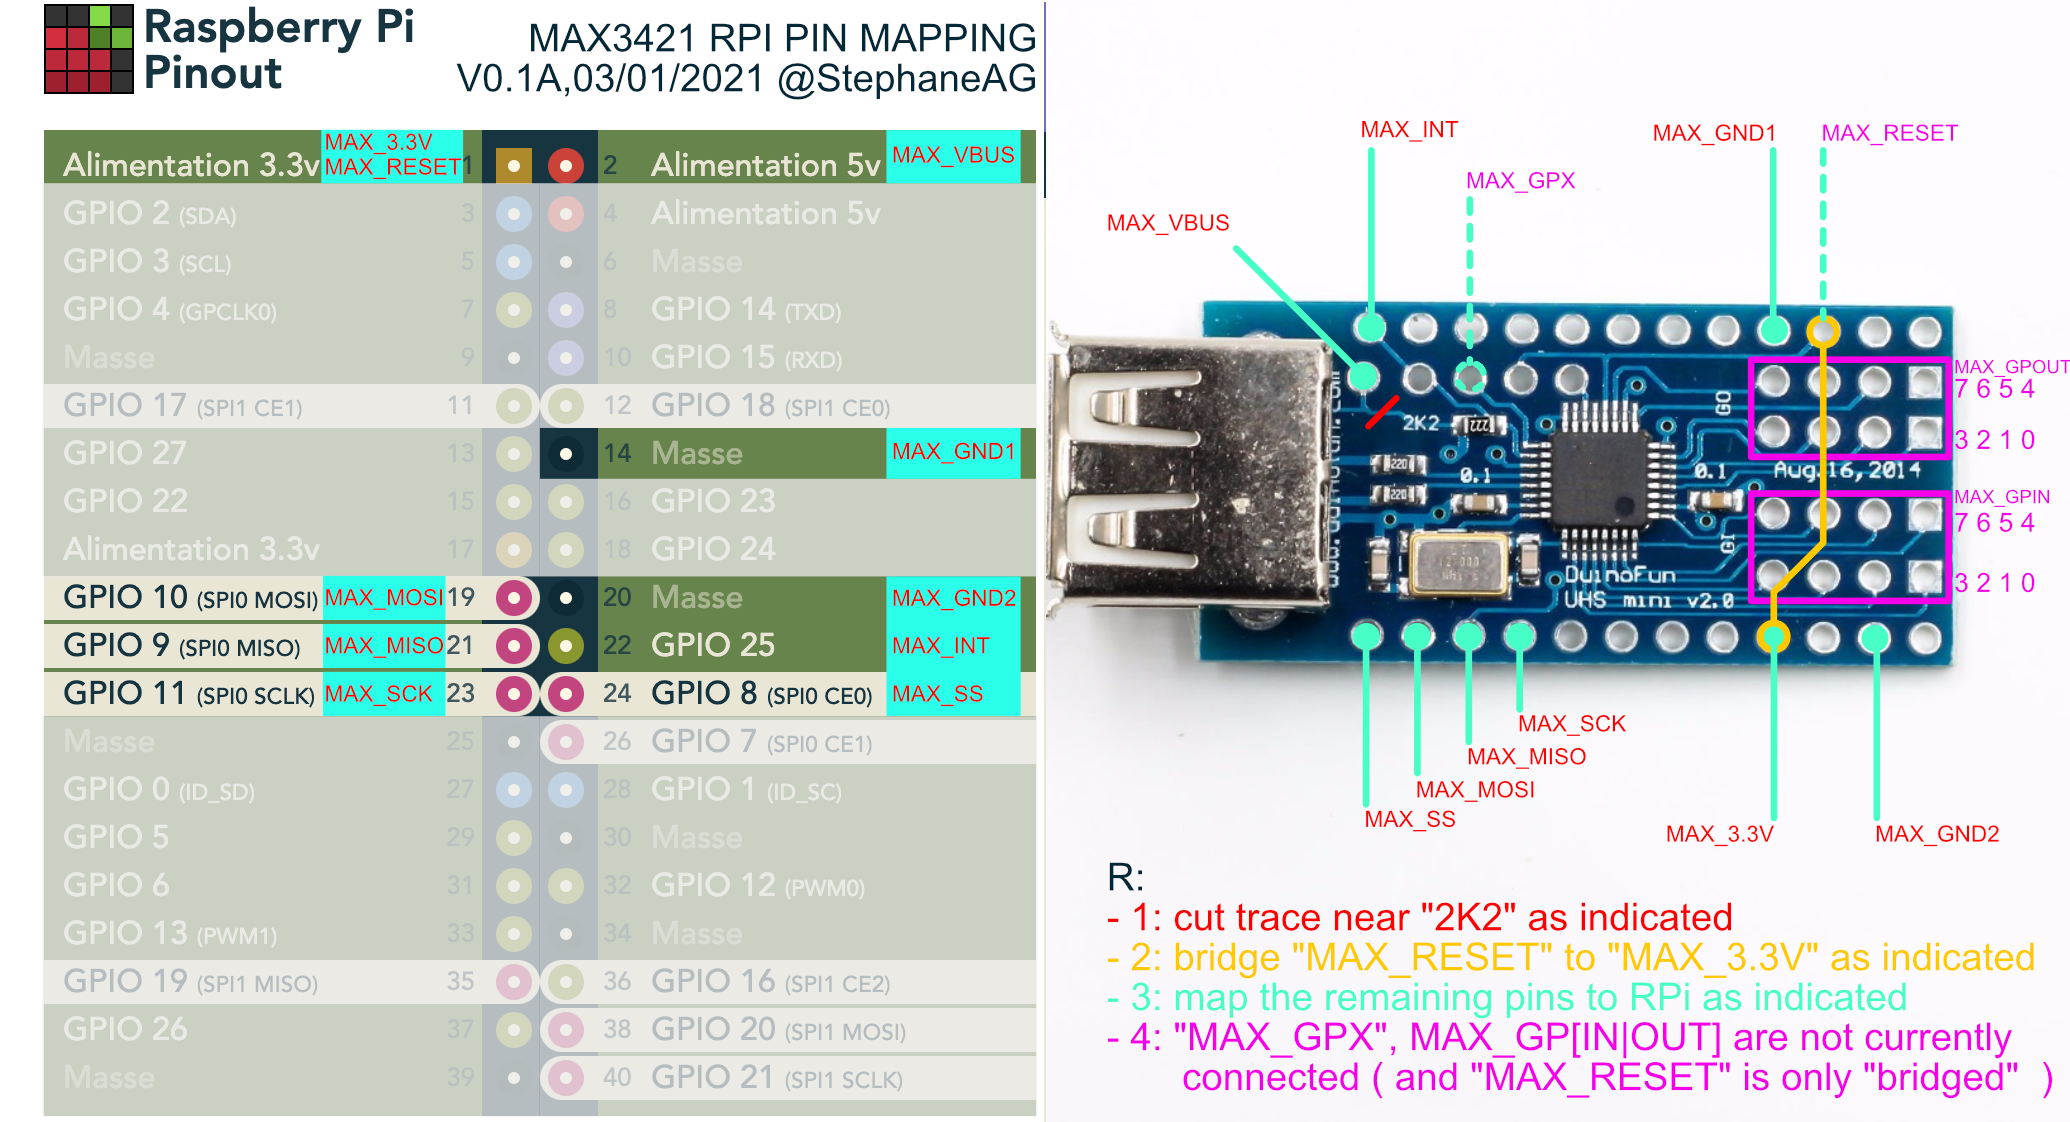 Raspberry Pi
Pinout
MAX3421 RPI PIN MAPPING
V0.1A,03/01/2021 @StephaneAG
Alimentation 3.3v MAX_3.3V MAX_RESET 1 2 Alimentation 5v MAX_VBUS
GPIO 2 (SDA) 3 4 Alimentation 5v
GPIO 3 (SCL) 5 6 Masse
GPIO 4 (GPCLK0) 7 8 GPIO 14 (TXD)
Masse 9 10 GPIO 15 (RXD)
GPIO 17 (SPI1 CE1) 11 12 GPIO 18 (SPI1 CE0)
GPIO 27 13 14 Masse MAX_GND1
GPIO 22 15 16 GPIO 23
Alimentation 3.3v 17 18 GPIO 24
GPIO 10 (SPI0 MOSI) MAX_MOSI 19 20 Masse MAX_GND2
GPIO 9 (SPI0 MISO) MAX_MISO 21 22 GPIO 25 MAX_INT
GPIO 11 (SPI0 SCLK) MAX_SCK 23 24 GPIO 8 (SPI0 CE0) MAX_SS
Masse 25 26 GPIO 7 (SPI0 CE1)
GPIO 0 (ID_SD) 27 28 GPIO 1 (ID_SC)
GPIO 5 29 30 Masse
GPIO 6 31 32 GPIO 12 (PWM0)
GPIO 13 (PWM1) 33 34 Masse
GPIO 19 (SPI1 MISO) 35 36 GPIO 16 (SPI1 CE2)
GPIO 26 37 38 GPIO 20 (SPI1 MOSI)
Masse 39 40 GPIO 21 (SPI1 SCLK)
MAX_INT
MAX_GND1
MAX_RESET
MAX_GPX
MAX_VBUS
MAX_GPOUT
7 6 5 4
3 2 1 0
GO
2K2
222
220
220
0.1
0.1
Aug.16,2014
MAX_GPIN
7 6 5 4
3 2 1 0
GI
DuinoFun
UHS mini v2.0
MAX_SCK
MAX_MISO
MAX_MOSI
MAX_SS
MAX_3.3V
MAX_GND2
R:
- 1: cut trace near "2K2" as indicated
- 2: bridge "MAX_RESET" to "MAX_3.3V" as indicated
- 3: map the remaining pins to RPi as indicated
- 4: "MAX_GPX", MAX_GP[IN|OUT] are not currently
connected ( and "MAX_RESET" is only "bridged" )